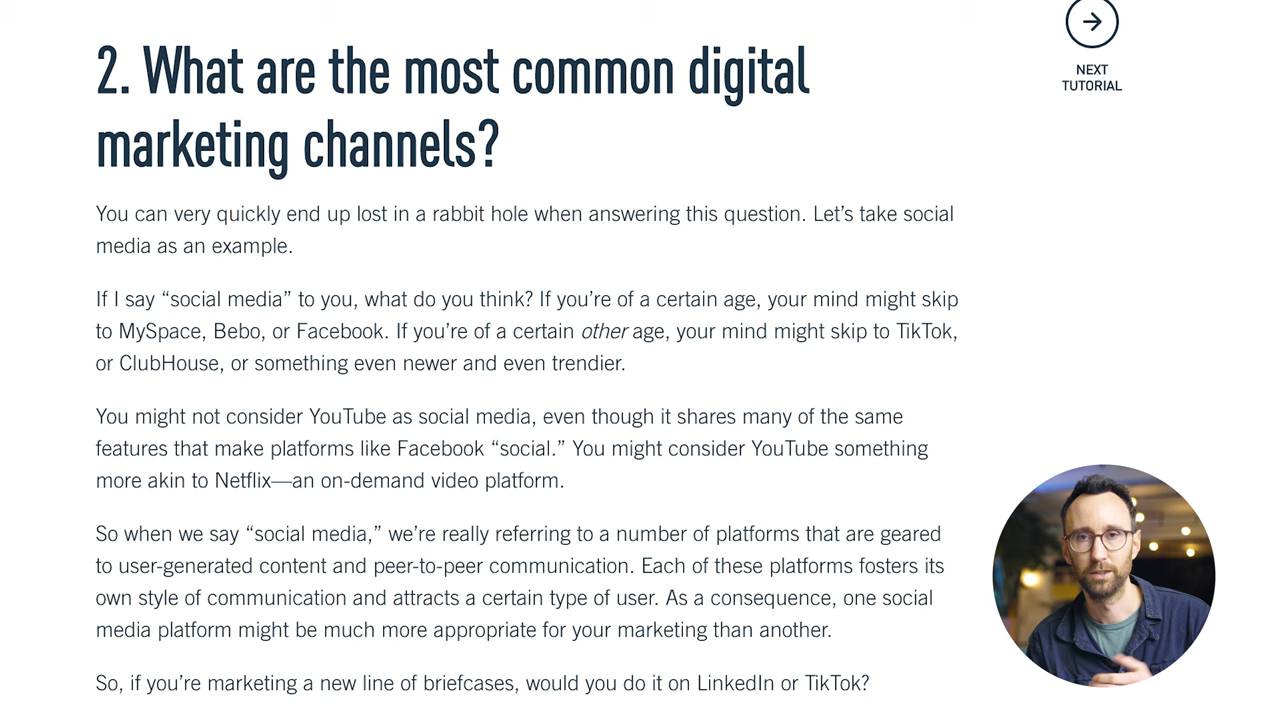 2. What are the most common digital
marketing channels?
NEXT
TUTORIAL
You can very quickly end up lost in a rabbit hole when answering this question. Let’s take social
media as an example.
If I say “social media” to you, what do you think? If you’re of a certain age, your mind might skip
to MySpace, Bebo, or Facebook. If you’re of a certain other age, your mind might skip to TikTok,
or ClubHouse, or something even newer and even trendier.
You might not consider YouTube as social media, even though it shares many of the same
features that make platforms like Facebook “social.” You might consider YouTube something
more akin to Netflix—an on-demand video platform.
So when we say “social media,” we’re really referring to a number of platforms that are geared
to user-generated content and peer-to-peer communication. Each of these platforms fosters its
own style of communication and attracts a certain type of user. As a consequence, one social
media platform might be much more appropriate for your marketing than another.
So, if you’re marketing a new line of briefcases, would you do it on LinkedIn or TikTok?